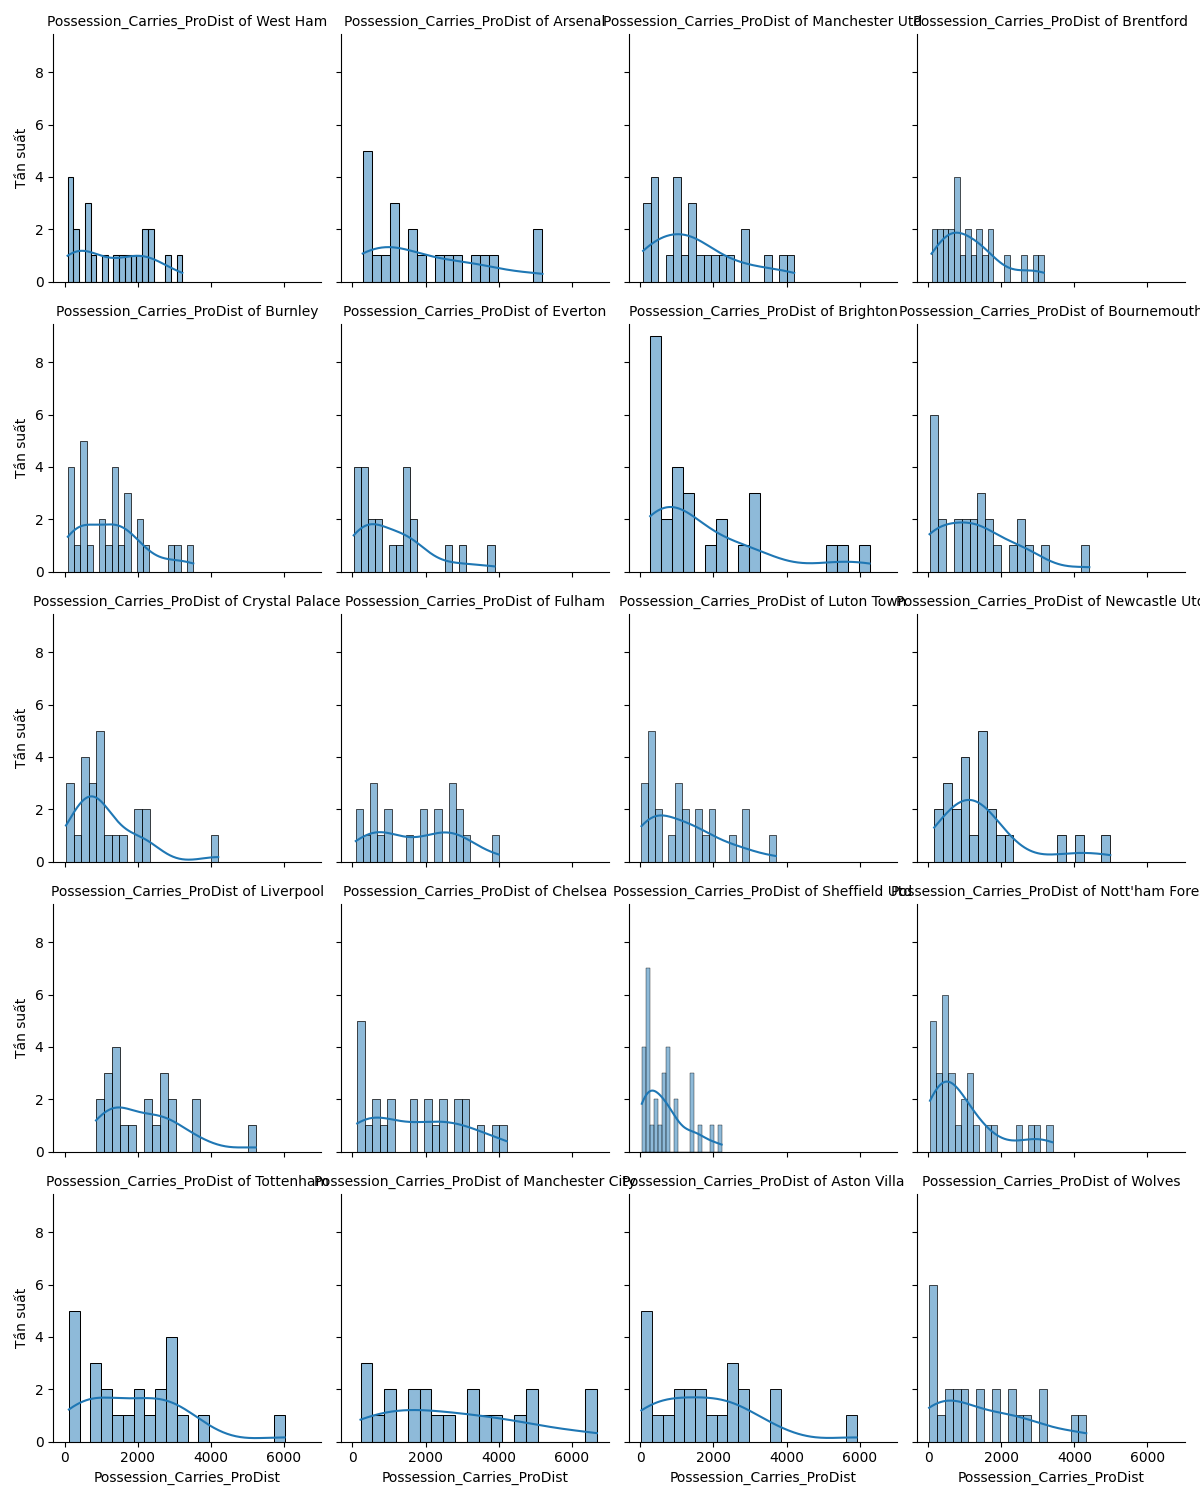 Possession_Carries_ProDist of West Ham
Possession_Carries_ProDist of Arsenal
Possession_Carries_ProDist of Manchester Utd
Possession_Carries_ProDist of Brentford
8
6
4
2
0
Tần suất
Possession_Carries_ProDist of Burnley
Possession_Carries_ProDist of Everton
Possession_Carries_ProDist of Brighton
Possession_Carries_ProDist of Bournemouth
8
6
4
2
0
Tần suất
0 2000 4000 6000
Possession_Carries_ProDist of Crystal Palace
Possession_Carries_ProDist of Fulham
Possession_Carries_ProDist of Luton Town
Possession_Carries_ProDist of Newcastle Utd
8
6
4
2
0
Tần suất
Possession_Carries_ProDist of Liverpool
Possession_Carries_ProDist of Chelsea
Possession_Carries_ProDist of Sheffield Utd
Possession_Carries_ProDist of Nott'ham Fore
8
6
4
2
0
Tần suất
Possession_Carries_ProDist of Tottenham
Possession_Carries_ProDist of Manchester City
Possession_Carries_ProDist of Aston Villa
Possession_Carries_ProDist of Wolves
8
6
4
2
0
Tần suất
0 2000 4000 6000
0 2000 4000 6000
0 2000 4000 6000
0 2000 4000 6000
Possession_Carries_ProDist
Possession_Carries_ProDist
Possession_Carries_ProDist
Possession_Carries_ProDist